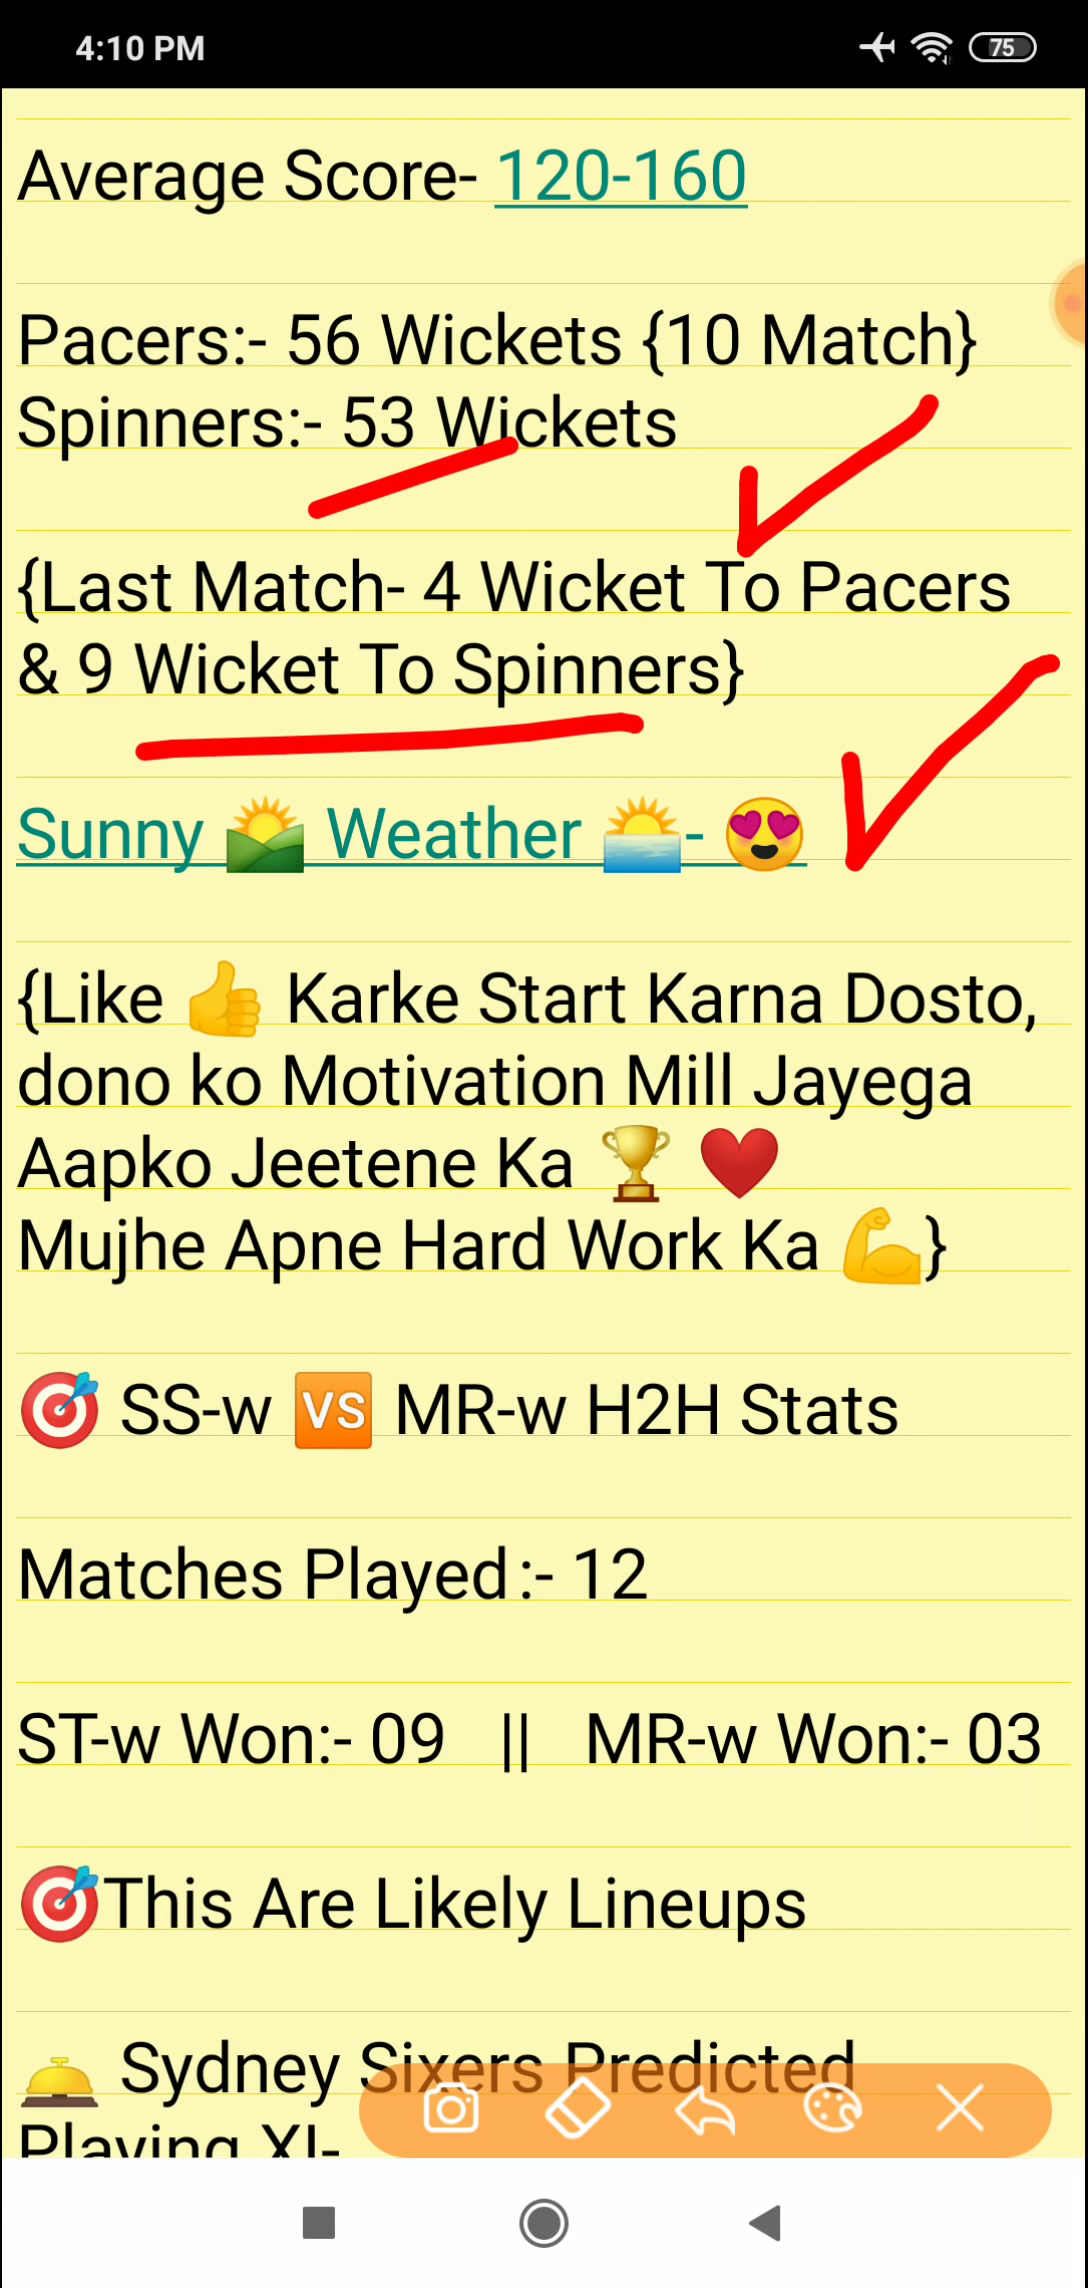 4:10 PM
75
Average Score- 120-160
Pacers:- 56 Wickets {10 Match}
Spinners:- 53 Wickets
{Last Match- 4 Wicket To Pacers
& 9 Wicket To Spinners}
Sunny 🌄 Weather 🌅- 😍
{Like 👍 Karke Start Karna Dosto,
dono ko Motivation Mill Jayega
Aapko Jeetene Ka 🏆 ❤️
Mujhe Apne Hard Work Ka 💪}
🎯 SS-w 🆚 MR-w H2H Stats
Matches Played:- 12
ST-w Won:- 09 || MR-w Won:- 03
🎯This Are Likely Lineups
🛎️ Sydney Sixers Predicted
Playing XI-